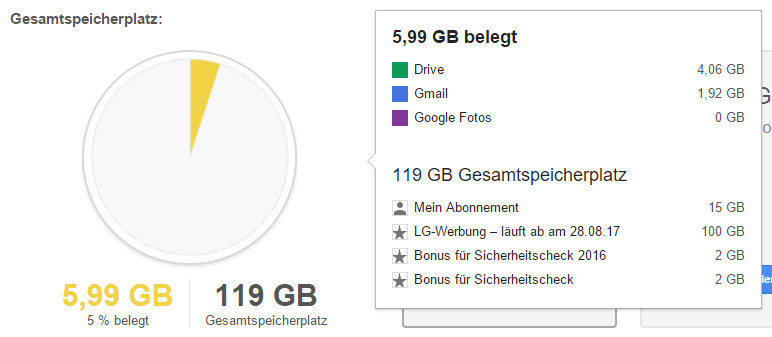 Gesamtspeicherplatz:
5,99 GB
5 % belegt
119 GB
Gesamtspeicherplatz
5,99 GB belegt
Drive 4,06 GB
Gmail 1,92 GB
Google Fotos 0 GB
119 GB Gesamtspeicherplatz
Mein Abonnement 15 GB
LG-Werbung – läuft ab am 28.08.17 100 GB
Bonus für Sicherheitscheck 2016 2 GB
Bonus für Sicherheitscheck 2 GB